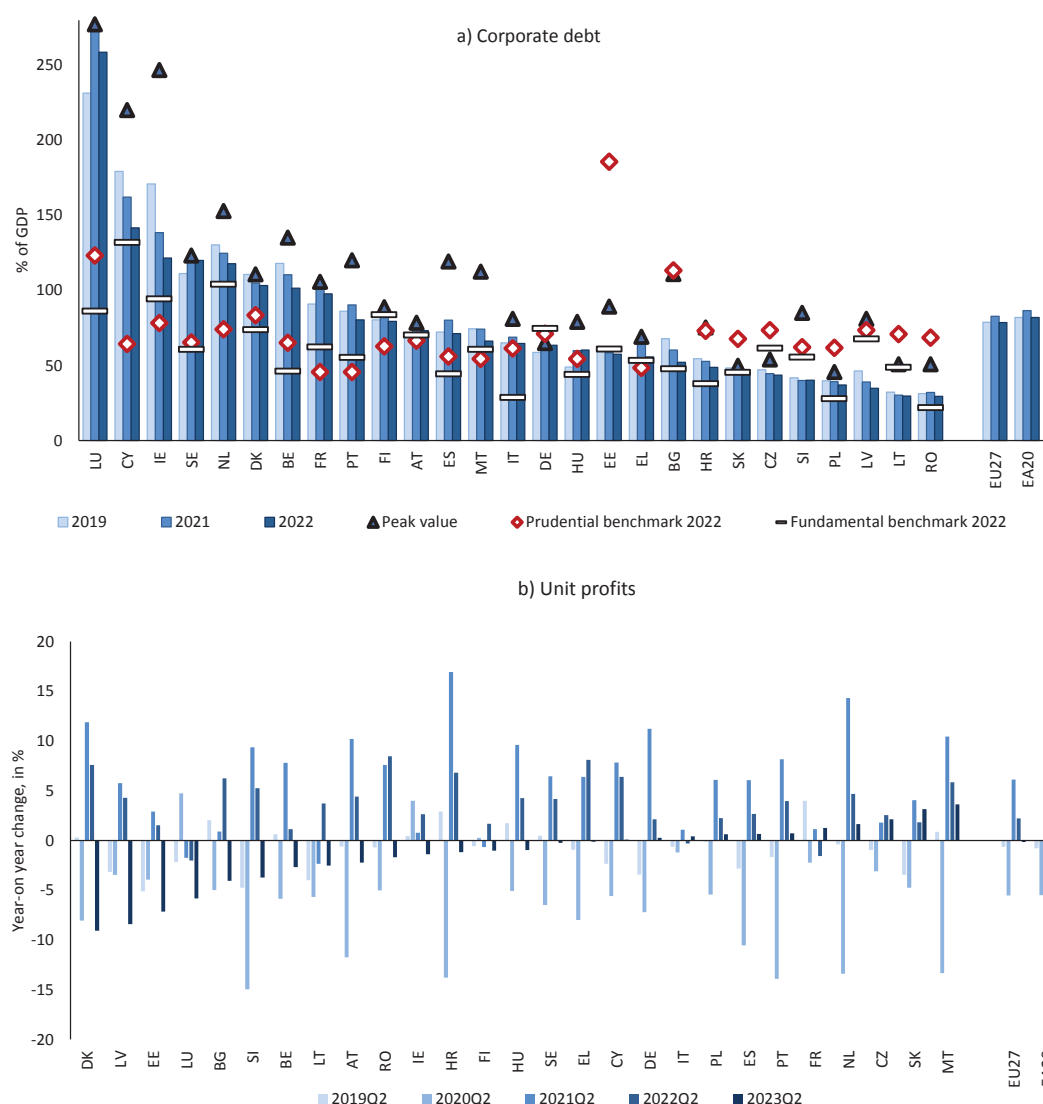 a) Corporate debt
% of GDP
250
200
150
100
50
0
LU CY IE SE NL DK BE FR PT FI AT ES MT IT DE HU EE EL BG HR SK CZ SI PL LV LT RO EU27 EA20
2019 2021 2022 Peak value Prudential benchmark 2022 Fundamental benchmark 2022
b) Unit profits
Year-on year change, in %
20
15
10
5
0
-5
-10
-15
-20
DK LV EE LU BG SI BE LT AT RO IE HR FI HU SE EL CY DE IT PL ES PT FR NL CZ SK MT EU27
2019Q2 2020Q2 2021Q2 2022Q2 2023Q2